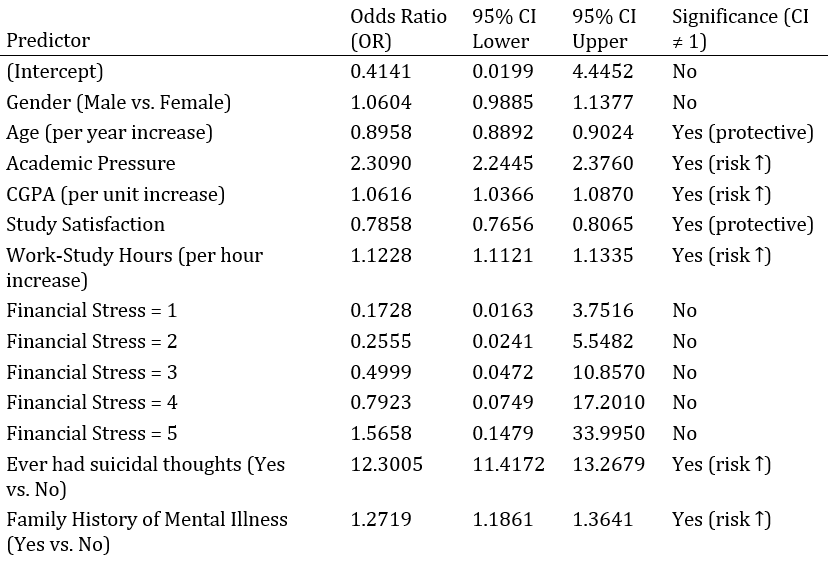 Predictor Odds Ratio (OR) 95% CI Lower 95% CI Upper Significance (CI ≠ 1)
(Intercept) 0.4141 0.0199 4.4452 No
Gender (Male vs. Female) 1.0604 0.9885 1.1377 No
Age (per year increase) 0.8958 0.8892 0.9024 Yes (protective)
Academic Pressure 2.3090 2.2445 2.3760 Yes (risk ↑)
CGPA (per unit increase) 1.0616 1.0366 1.0870 Yes (risk ↑)
Study Satisfaction 0.7858 0.7656 0.8065 Yes (protective)
Work-Study Hours (per hour increase) 1.1228 1.1121 1.1335 Yes (risk ↑)
Financial Stress = 1 0.1728 0.0163 3.7516 No
Financial Stress = 2 0.2555 0.0241 5.5482 No
Financial Stress = 3 0.4999 0.0472 10.8570 No
Financial Stress = 4 0.7923 0.0749 17.2010 No
Financial Stress = 5 1.5658 0.1479 33.9950 No
Ever had suicidal thoughts (Yes vs. No) 12.3005 11.4172 13.2679 Yes (risk ↑)
Family History of Mental Illness (Yes vs. No) 1.2719 1.1861 1.3641 Yes (risk ↑)